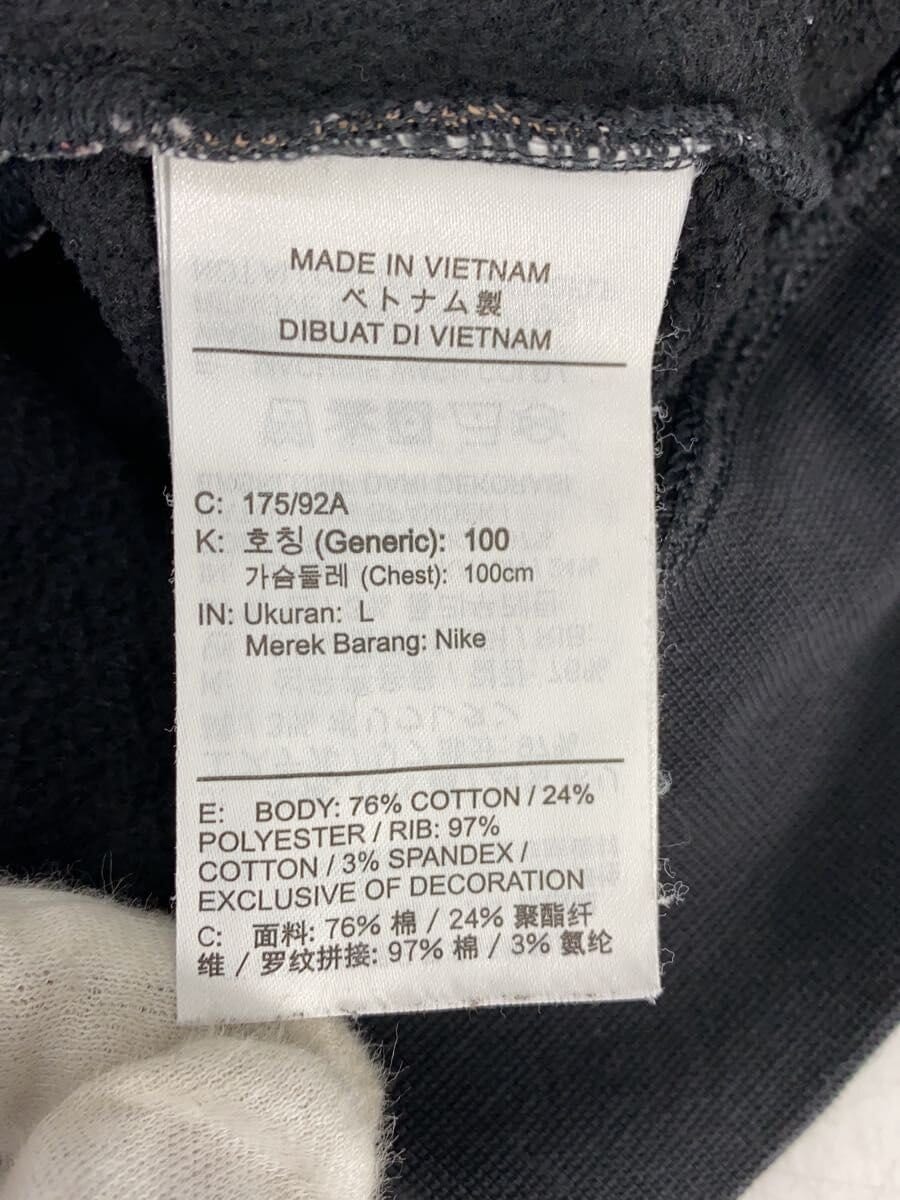 MADE IN VIETNAM
ベトナム製
DIBUAT DI VIETNAM
C: 175/92A
K: 호칭 (Generic): 100
가슴둘레 (Chest): 100cm
IN: Ukuran: L
Merek Barang: Nike
E: BODY: 76% COTTON / 24%
POLYESTER / RIB: 97%
COTTON / 3% SPANDEX /
EXCLUSIVE OF DECORATION
C: 面料: 76% 棉 / 24% 聚酯纤
维 / 罗纹拼接: 97% 棉 / 3% 氨纶